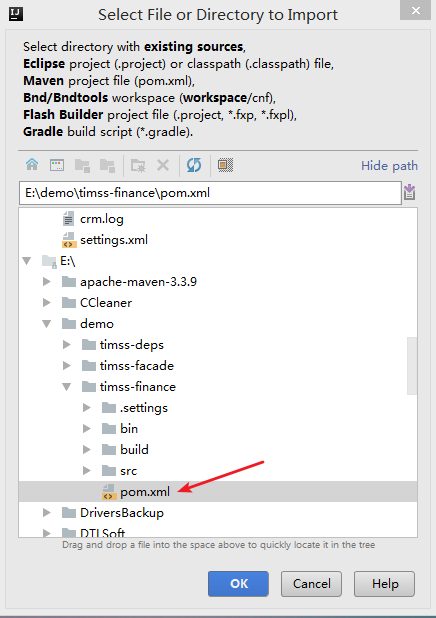 IJ
Select File or Directory to Import
Select directory with existing sources,
Eclipse project (.project) or classpath (.classpath) file,
Maven project file (pom.xml),
Bnd/Bndtools workspace (workspace/cnf),
Flash Builder project file (.project, *.fxp, *.fxpl),
Gradle build script (*.gradle).
Hide path
E:\demo\timss-finance\pom.xml
crm.log
settings.xml
E:\
apache-maven-3.3.9
CCleaner
demo
timss-deps
timss-facade
timss-finance
.settings
bin
build
src
pom.xml
DriversBackup
DTLSoft
Drag and drop a file into the space above to quickly locate it in the tree
OK Cancel Help